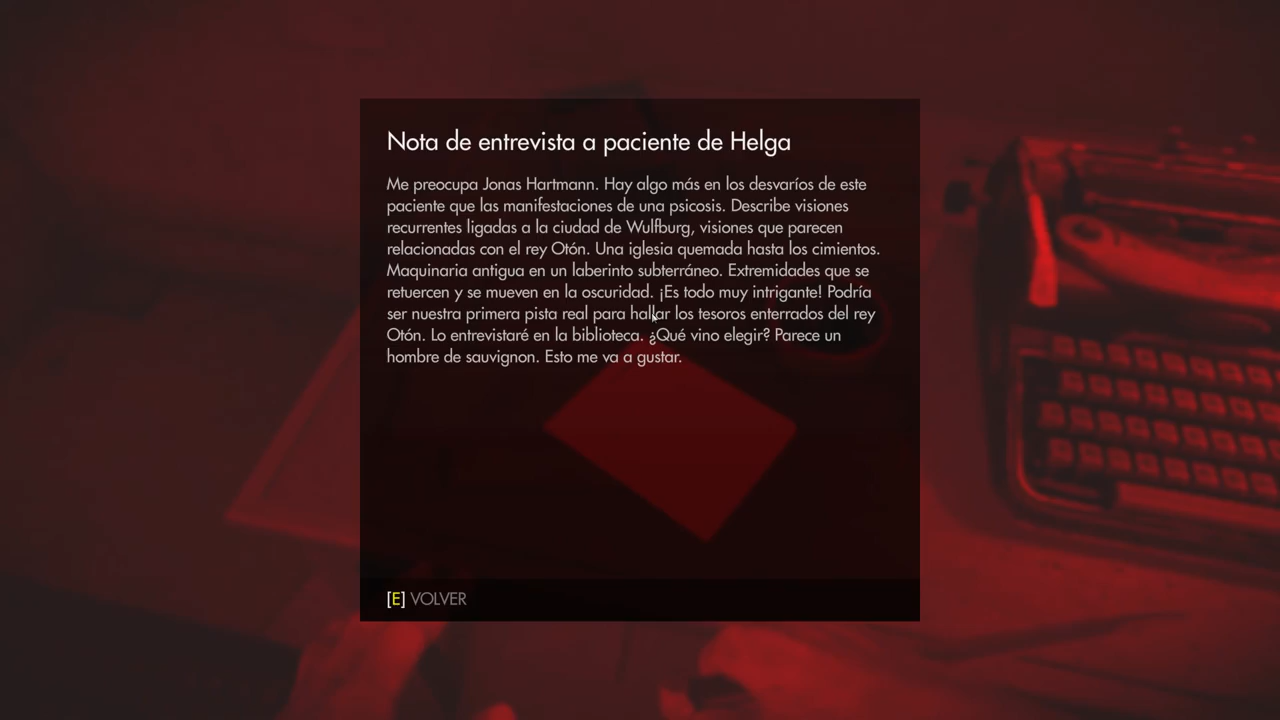 Nota de entrevista a paciente de Helga
Me preocupa Jonas Hartmann. Hay algo más en los desvaríos de este
paciente que las manifestaciones de una psicosis. Describe visiones
recurrentes ligadas a la ciudad de Wulfburg, visiones que parecen
relacionadas con el rey Otón. Una iglesia quemada hasta los cimientos.
Maquinaria antigua en un laberinto subterráneo. Extremidades que se
retuercen y se mueven en la oscuridad. ¡Es todo muy intrigante! Podría
ser nuestra primera pista real para hallar los tesoros enterrados del rey
Otón. Lo entrevistaré en la biblioteca. ¿Qué vino elegir? Parece un
hombre de sauvignon. Esto me va a gustar.
[E] VOLVER